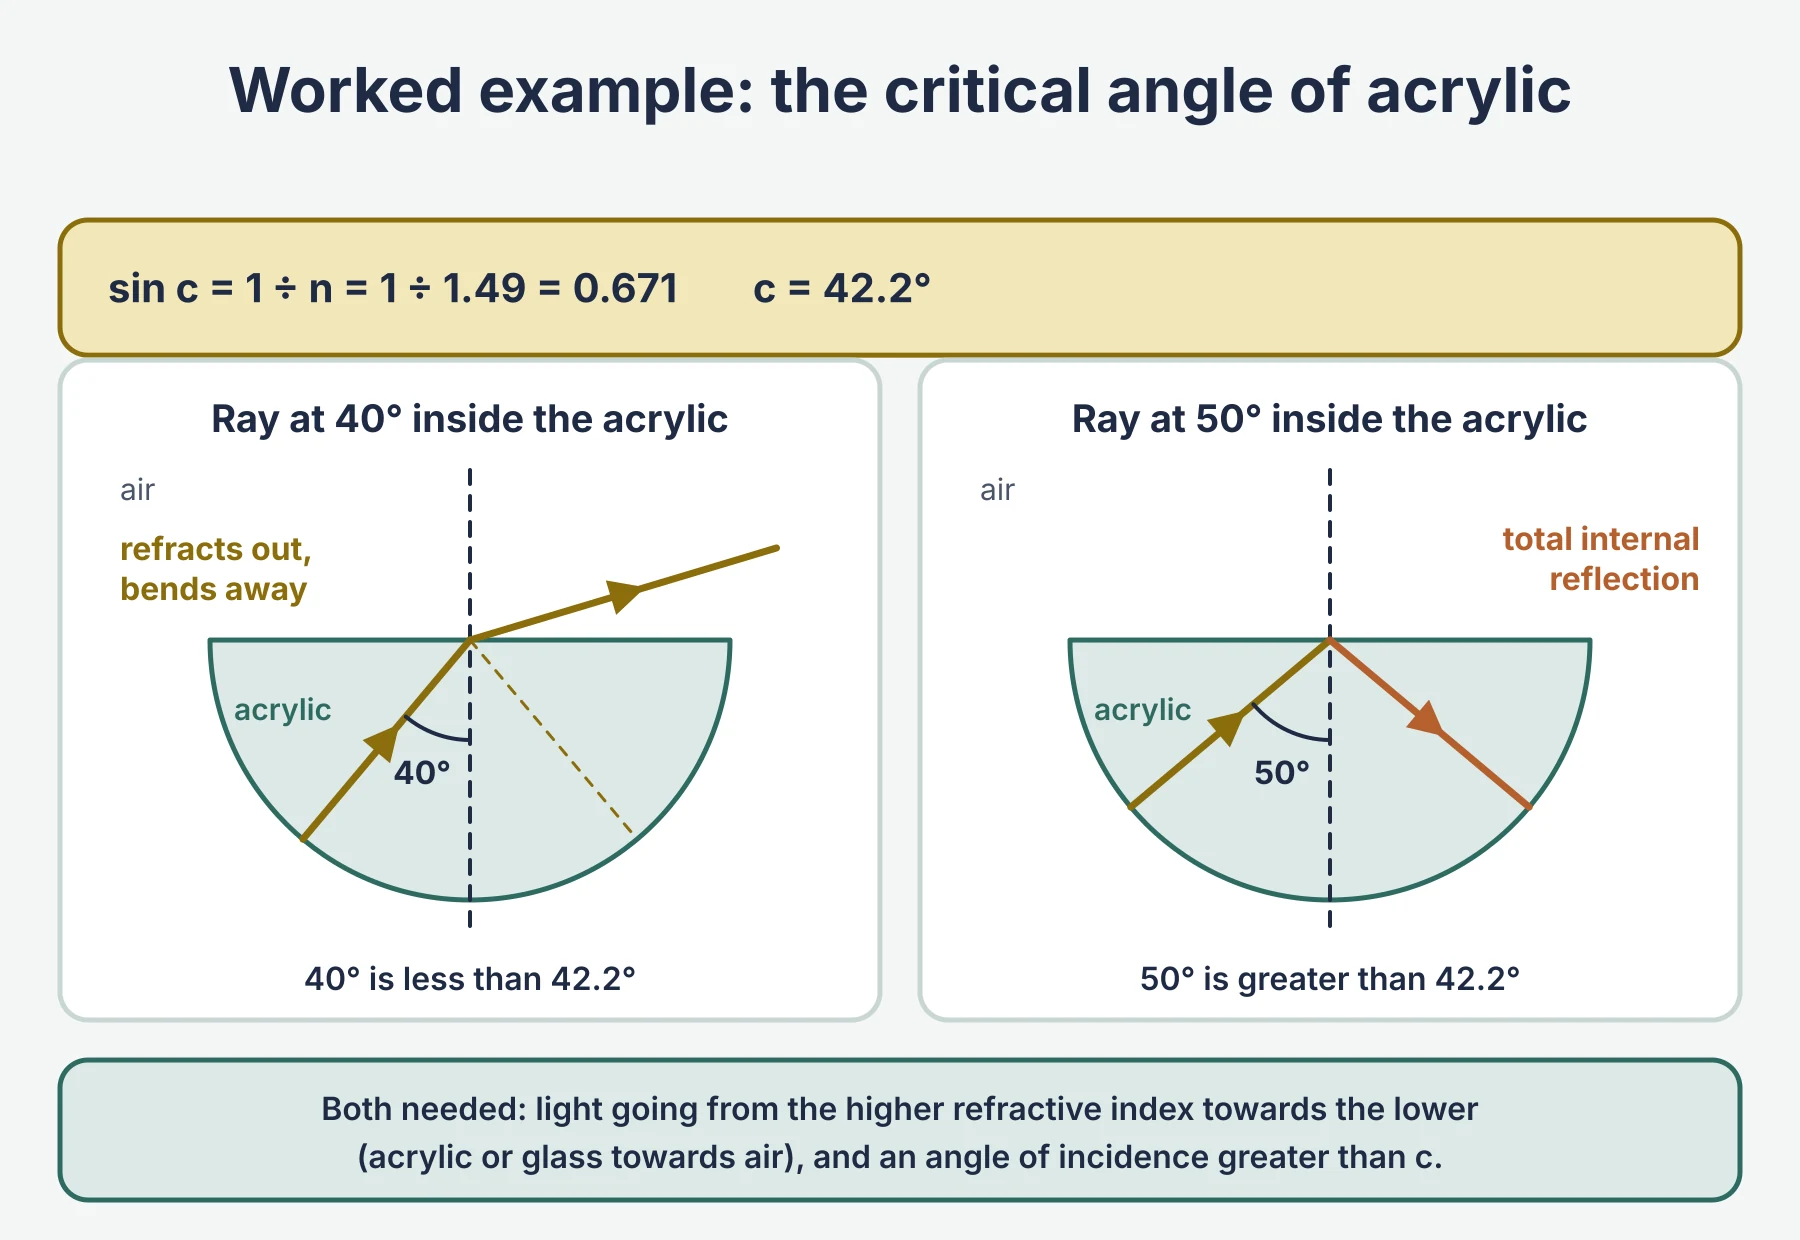 Worked example: the critical angle of acrylic
sin c = 1 ÷ n = 1 ÷ 1.49 = 0.671 c = 42.2°
Ray at 40° inside the acrylic
air
refracts out,
bends away
acrylic
40°
40° is less than 42.2°
Ray at 50° inside the acrylic
air
total internal
reflection
acrylic
50°
50° is greater than 42.2°
Both needed: light going from the higher refractive index towards the lower
(acrylic or glass towards air), and an angle of incidence greater than c.